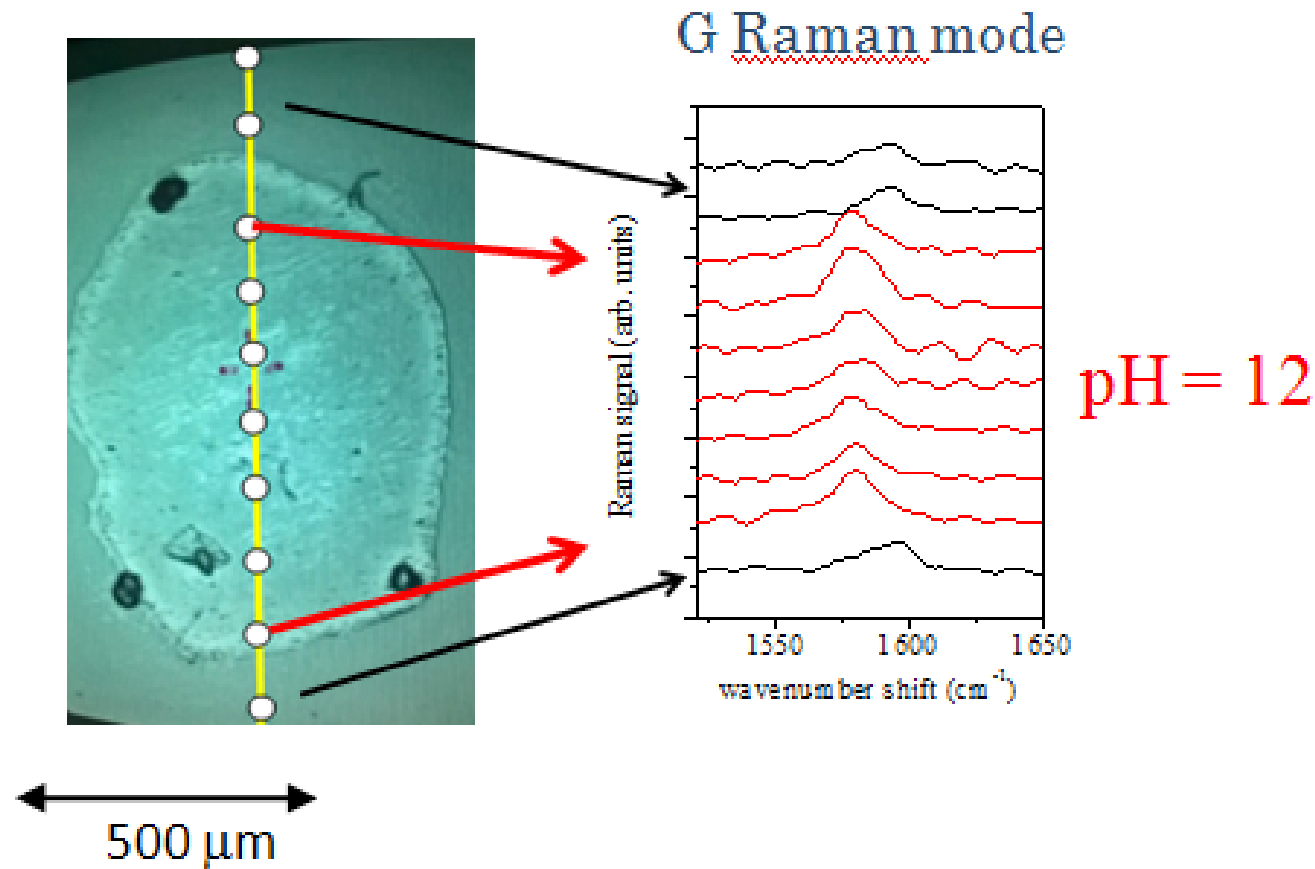 G Raman mode
Raman signal (arb. units)
pH = 12
1550 1600 1650
wavenumber shift (cm⁻¹)
500 μm